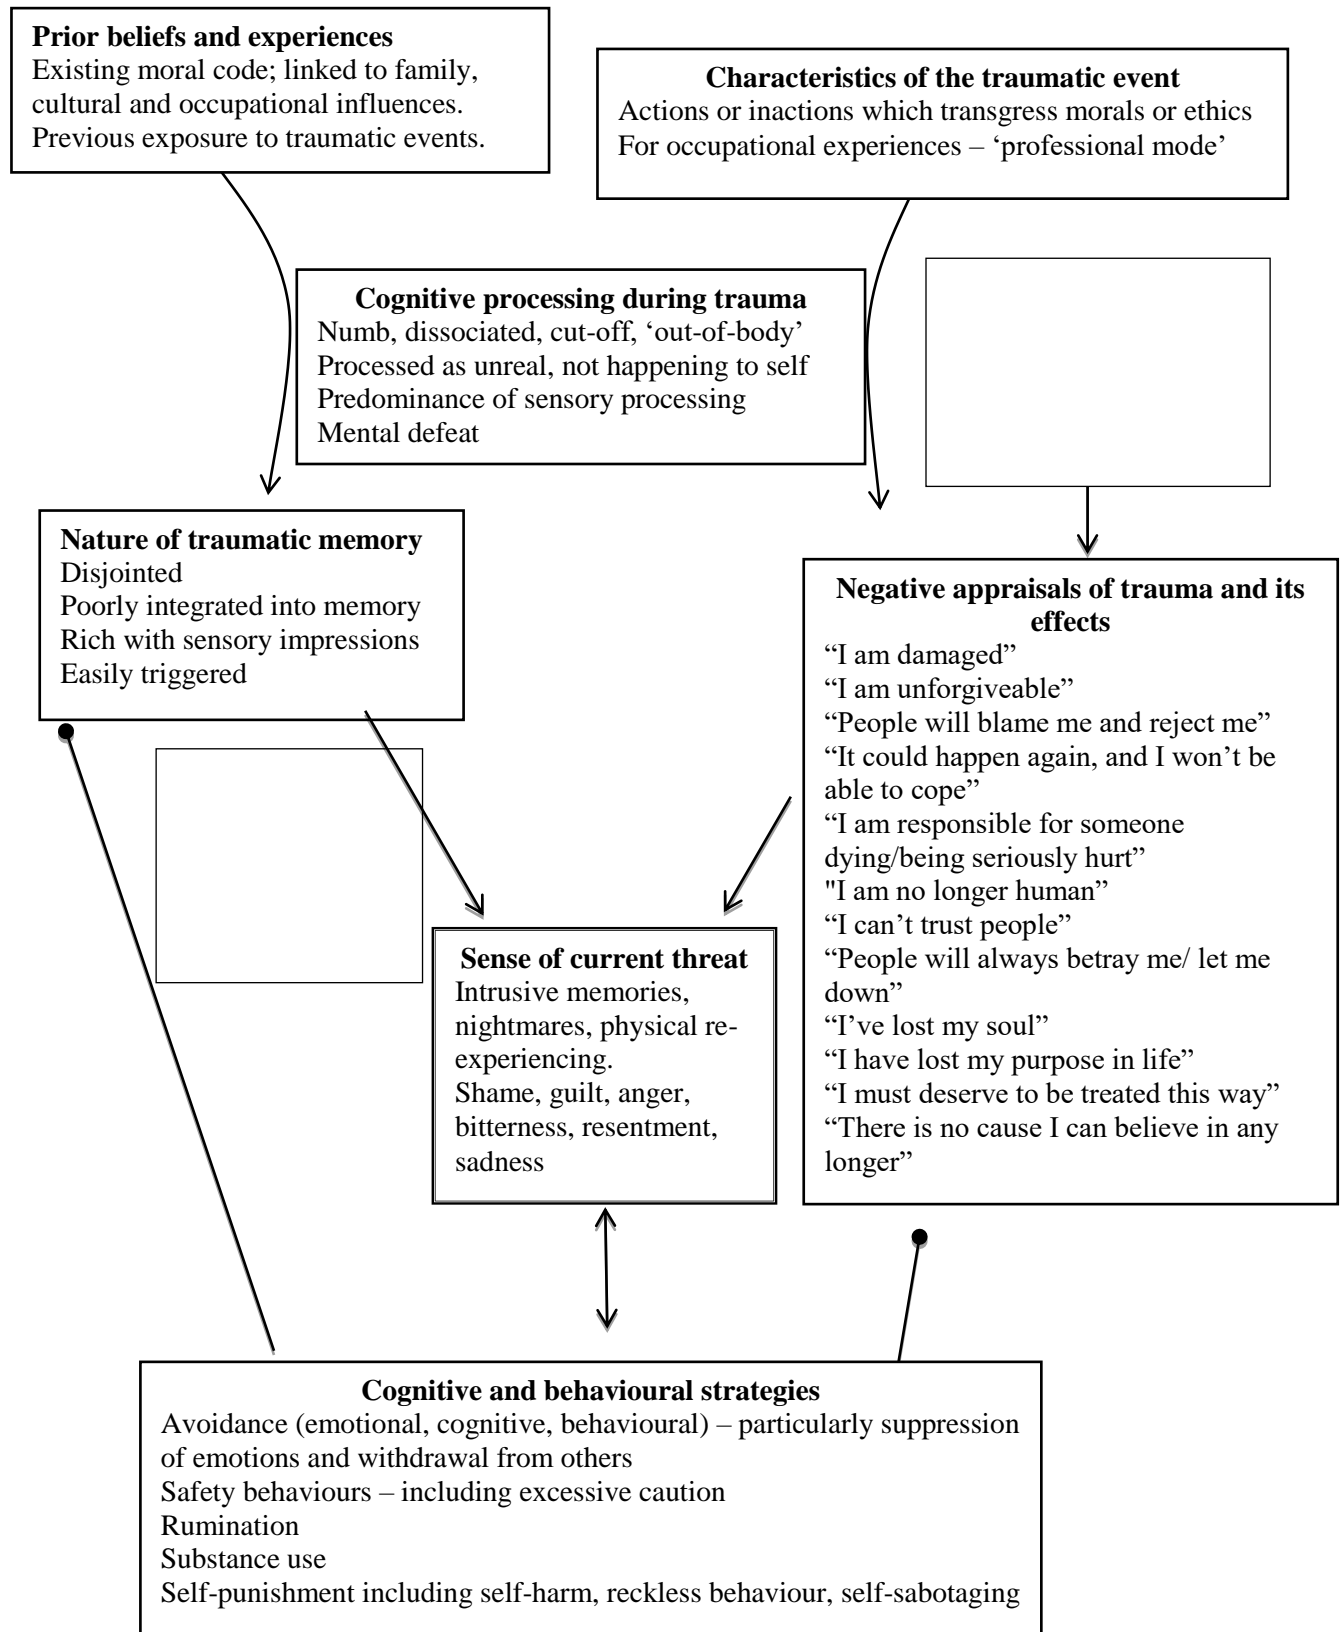 Prior beliefs and experiences
Existing moral code; linked to family,
cultural and occupational influences.
Previous exposure to traumatic events.
Characteristics of the traumatic event
Actions or inactions which transgress morals or ethics
For occupational experiences – ‘professional mode’
Cognitive processing during trauma
Numb, dissociated, cut-off, ‘out-of-body’
Processed as unreal, not happening to self
Predominance of sensory processing
Mental defeat
Nature of traumatic memory
Disjointed
Poorly integrated into memory
Rich with sensory impressions
Easily triggered
Negative appraisals of trauma and its
effects
“I am damaged”
“I am unforgiveable”
“People will blame me and reject me”
“It could happen again, and I won’t be
able to cope”
“I am responsible for someone
dying/being seriously hurt”
"I am no longer human”
“I can’t trust people”
“People will always betray me/ let me
down”
“I’ve lost my soul”
“I have lost my purpose in life”
“I must deserve to be treated this way”
“There is no cause I can believe in any
longer”
Sense of current threat
Intrusive memories,
nightmares, physical re-
experiencing.
Shame, guilt, anger,
bitterness, resentment,
sadness
Cognitive and behavioural strategies
Avoidance (emotional, cognitive, behavioural) – particularly suppression
of emotions and withdrawal from others
Safety behaviours – including excessive caution
Rumination
Substance use
Self-punishment including self-harm, reckless behaviour, self-sabotaging